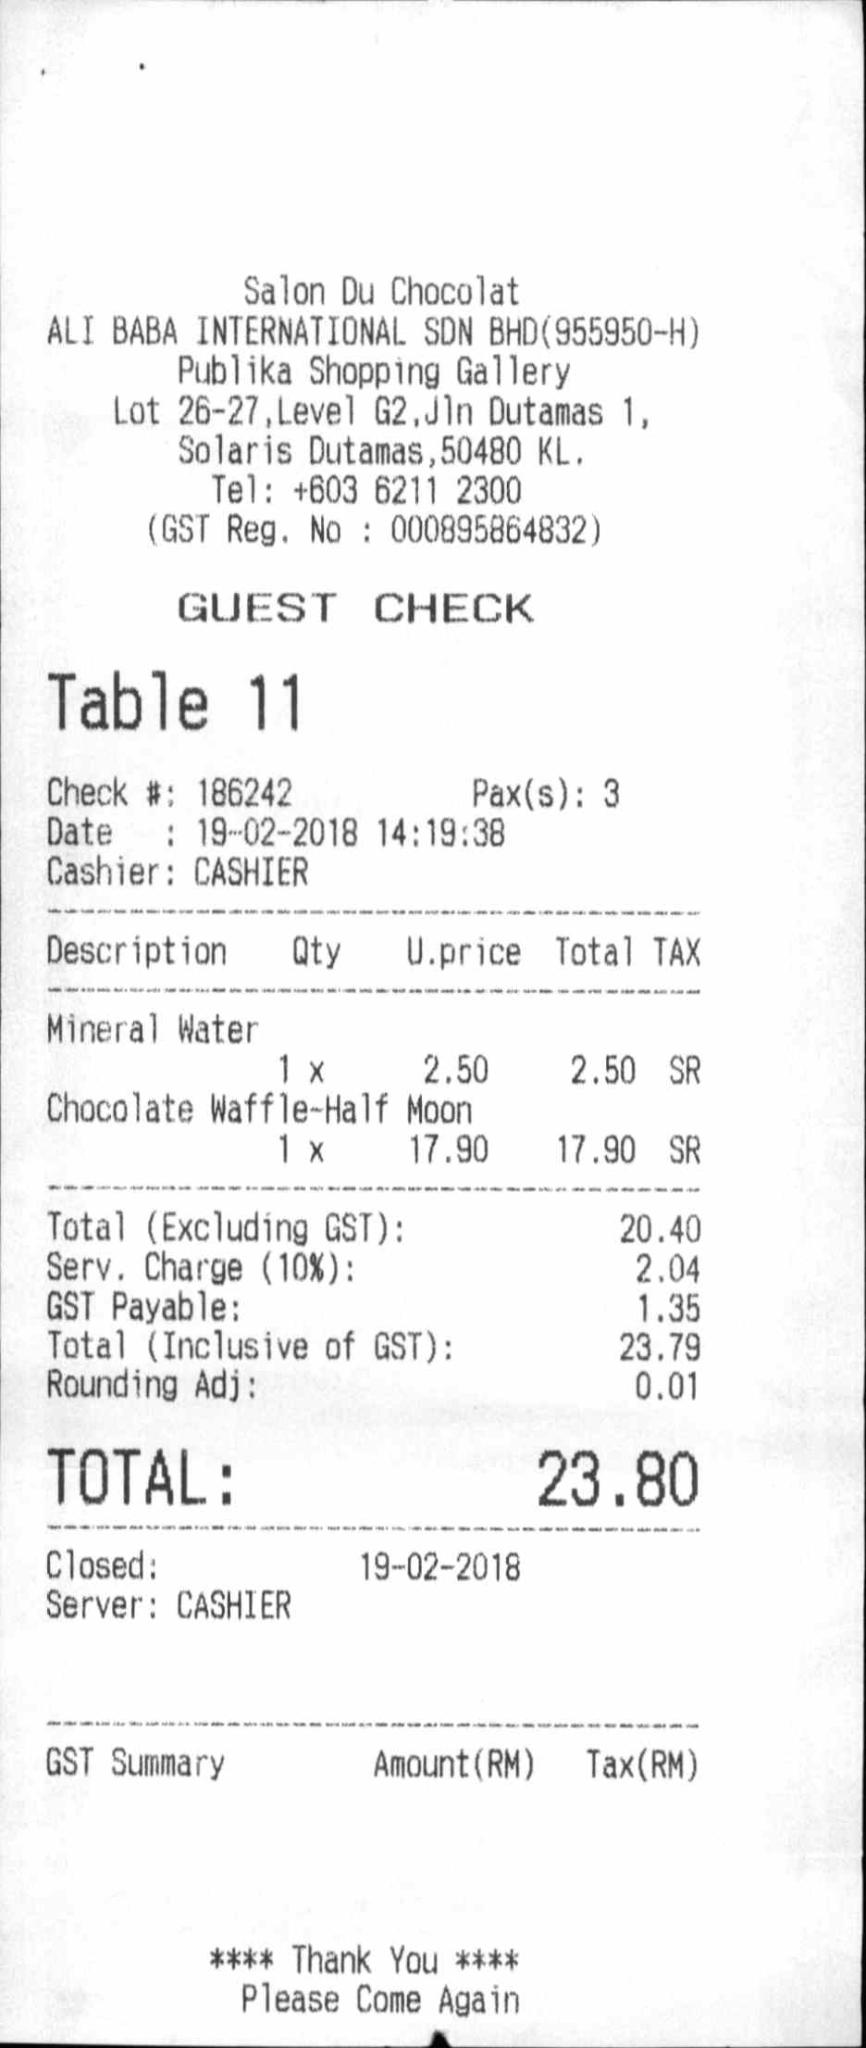 Salon Du Chocolat
ALI BABA INTERNATIONAL SDN BHD(955950-H)
Publika Shopping Gallery
Lot 26-27,Level G2,Jln Dutamas 1,
Solaris Dutamas,50480 KL.
Tel: +603 6211 2300
(GST Reg. No : 000895864832)
GUEST CHECK
Table 11
Check #: 186242 Pax(s): 3
Date : 19-02-2018 14:19:38
Cashier: CASHIER
Description Qty U.price Total TAX
Mineral Water
1 x 2.50 2.50 SR
Chocolate Waffle-Half Moon
1 x 17.90 17.90 SR
Total (Excluding GST): 20.40
Serv. Charge (10%): 2.04
GST Payable: 1.35
Total (Inclusive of GST): 23.79
Rounding Adj: 0.01
TOTAL: 23.80
Closed: 19-02-2018
Server: CASHIER
GST Summary Amount(RM) Tax(RM)
**** Thank You ****
Please Come Again